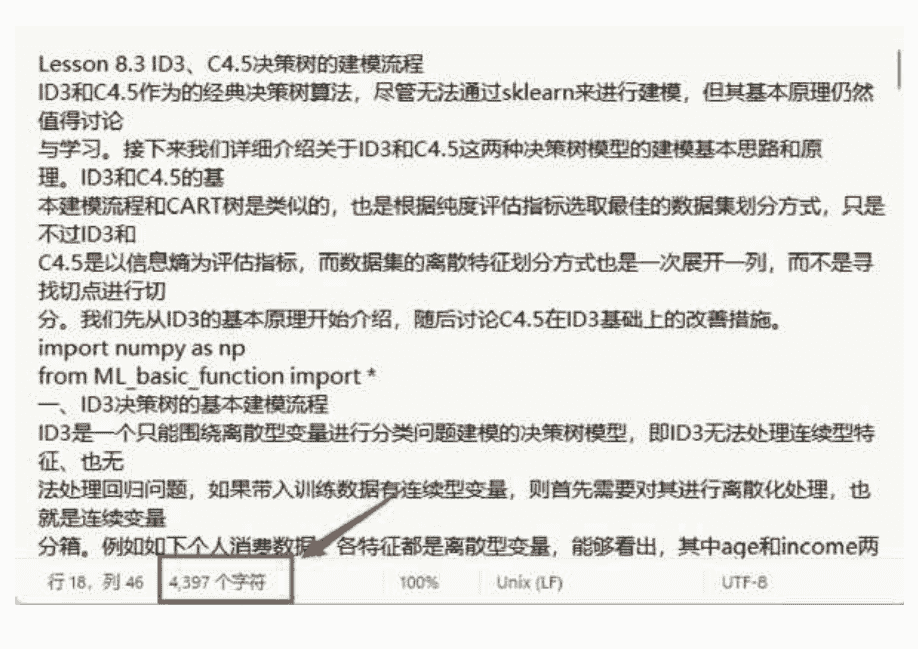 Lesson 8.3 ID3、C4.5决策树的建模流程
ID3和C4.5作为的经典决策树算法，尽管无法通过sklearn来进行建模，但其基本原理仍然
值得讨论
与学习。接下来我们详细介绍关于ID3和C4.5这两种决策树模型的建模基本思路和原
理。ID3和C4.5的基
本建模流程和CART树是类似的，也是根据纯度评估指标选取最佳的数据集划分方式，只是
不过ID3和
C4.5是以信息熵为评估指标，而数据集的离散特征划分方式也是一次展开一列，而不是寻
找切点进行切
分。我们先从ID3的基本原理开始介绍，随后讨论C4.5在ID3基础上的改善措施。
import numpy as np
from ML_basic_function import *
一、ID3决策树的基本建模流程
ID3是一个只能围绕离散型变量进行分类问题建模的决策树模型，即ID3无法处理连续型特
征、也无
法处理回归问题，如果带入训练数据有连续型变量，则首先需要对其进行离散化处理，也
就是连续变量
分箱。例如如下个人消费数据，各特征都是离散型变量，能够看出，其中age和income两
行 18，列 46 4,397 个字符 100% Unix (LF) UTF-8